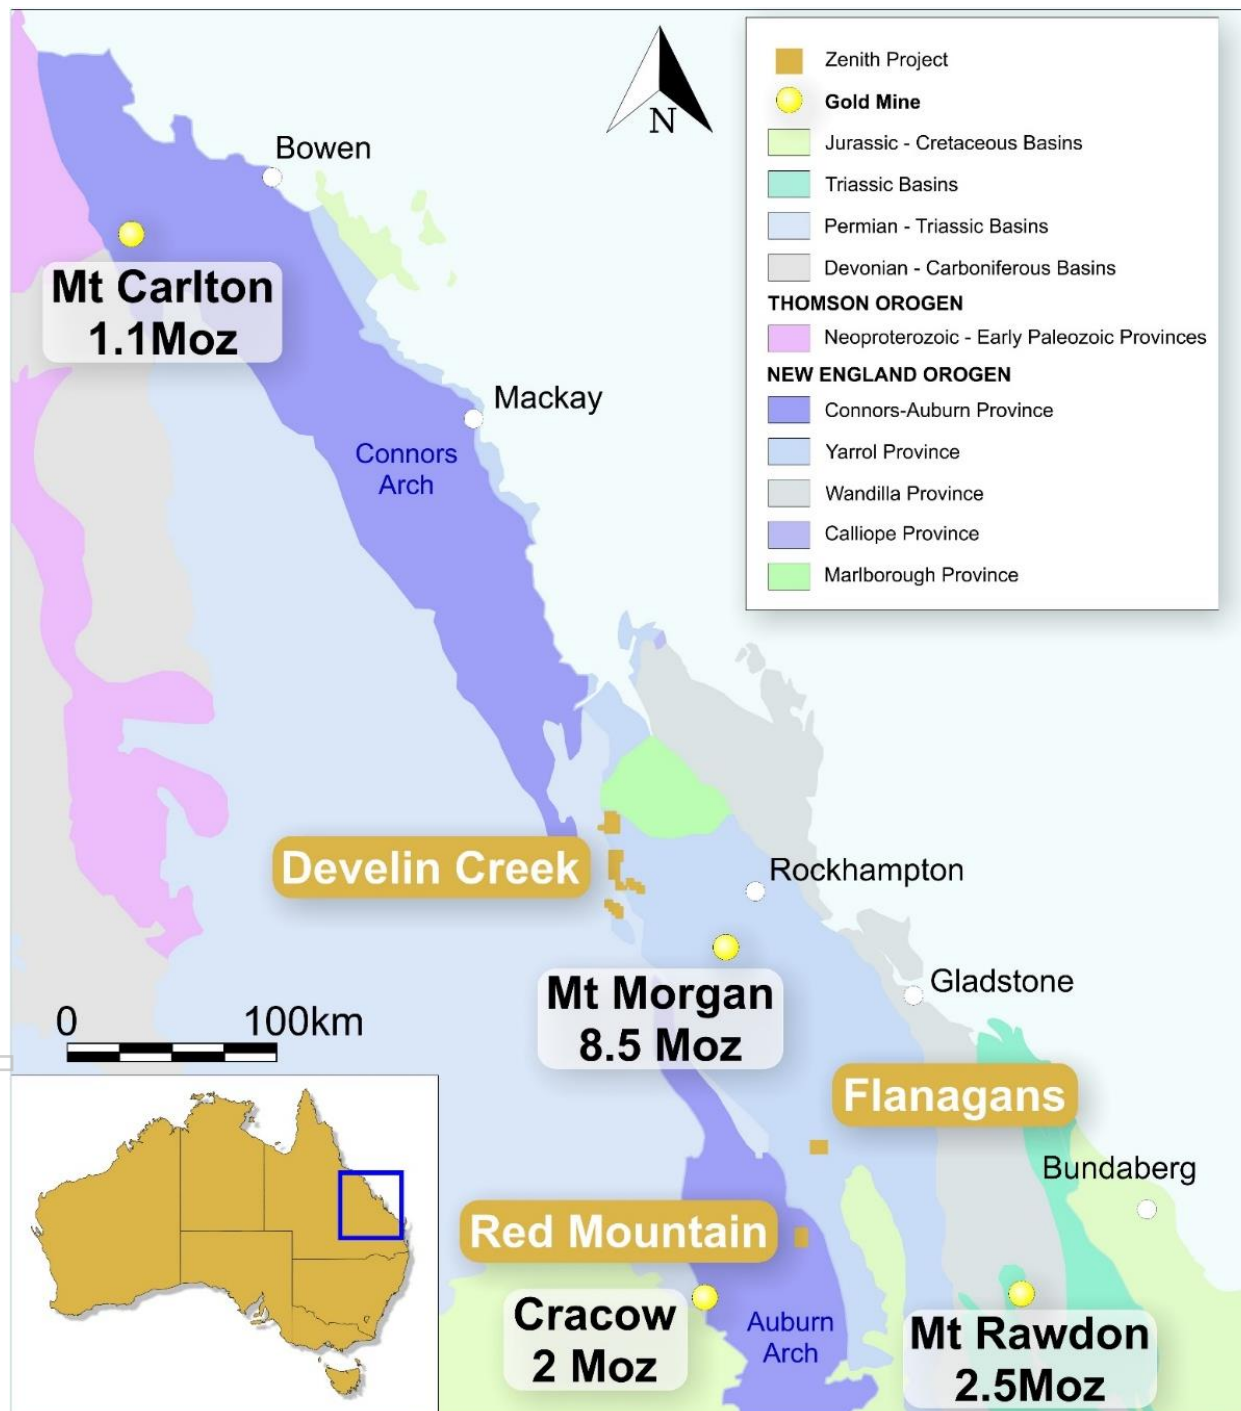 Zenith Project
Gold Mine
Jurassic - Cretaceous Basins
Triassic Basins
Permian - Triassic Basins
Devonian - Carboniferous Basins
THOMSON OROGEN
Neoproterozoic - Early Paleozoic Provinces
NEW ENGLAND OROGEN
Connors-Auburn Province
Yarrol Province
Wandilla Province
Calliope Province
Marlborough Province
N
Bowen
Mt Carlton
1.1Moz
Mackay
Connors
Arch
Develin Creek
Rockhampton
Mt Morgan
8.5 Moz
Gladstone
0 100km
Flanagans
Bundaberg
Red Mountain
Cracow
2 Moz
Auburn
Arch
Mt Rawdon
2.5Moz